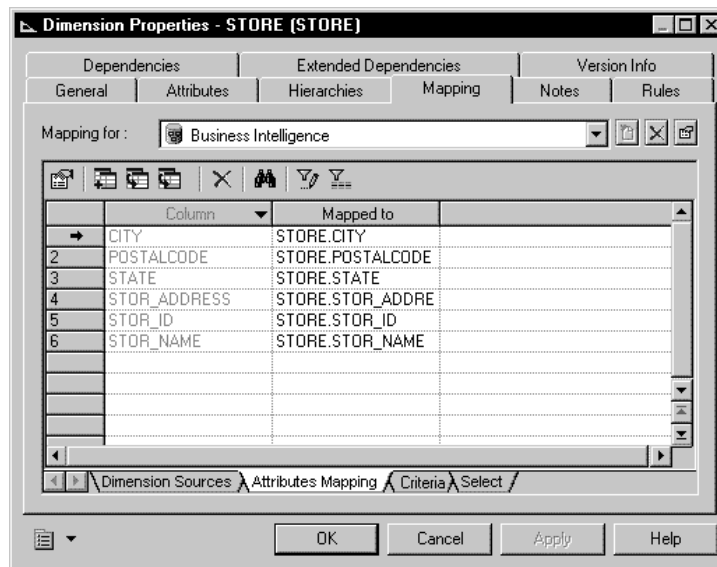 Dimension Properties - STORE (STORE)
Dependencies Extended Dependencies Version Info
General Attributes Hierarchies Mapping Notes Rules
Mapping for : Business Intelligence
Column Mapped to
CITY STORE.CITY
2 POSTALCODE STORE.POSTALCODE
3 STATE STORE.STATE
4 STOR_ADDRESS STORE.STOR_ADDRE
5 STOR_ID STORE.STOR_ID
6 STOR_NAME STORE.STOR_NAME
Dimension Sources Attributes Mapping Criteria Select
OK Cancel Apply Help